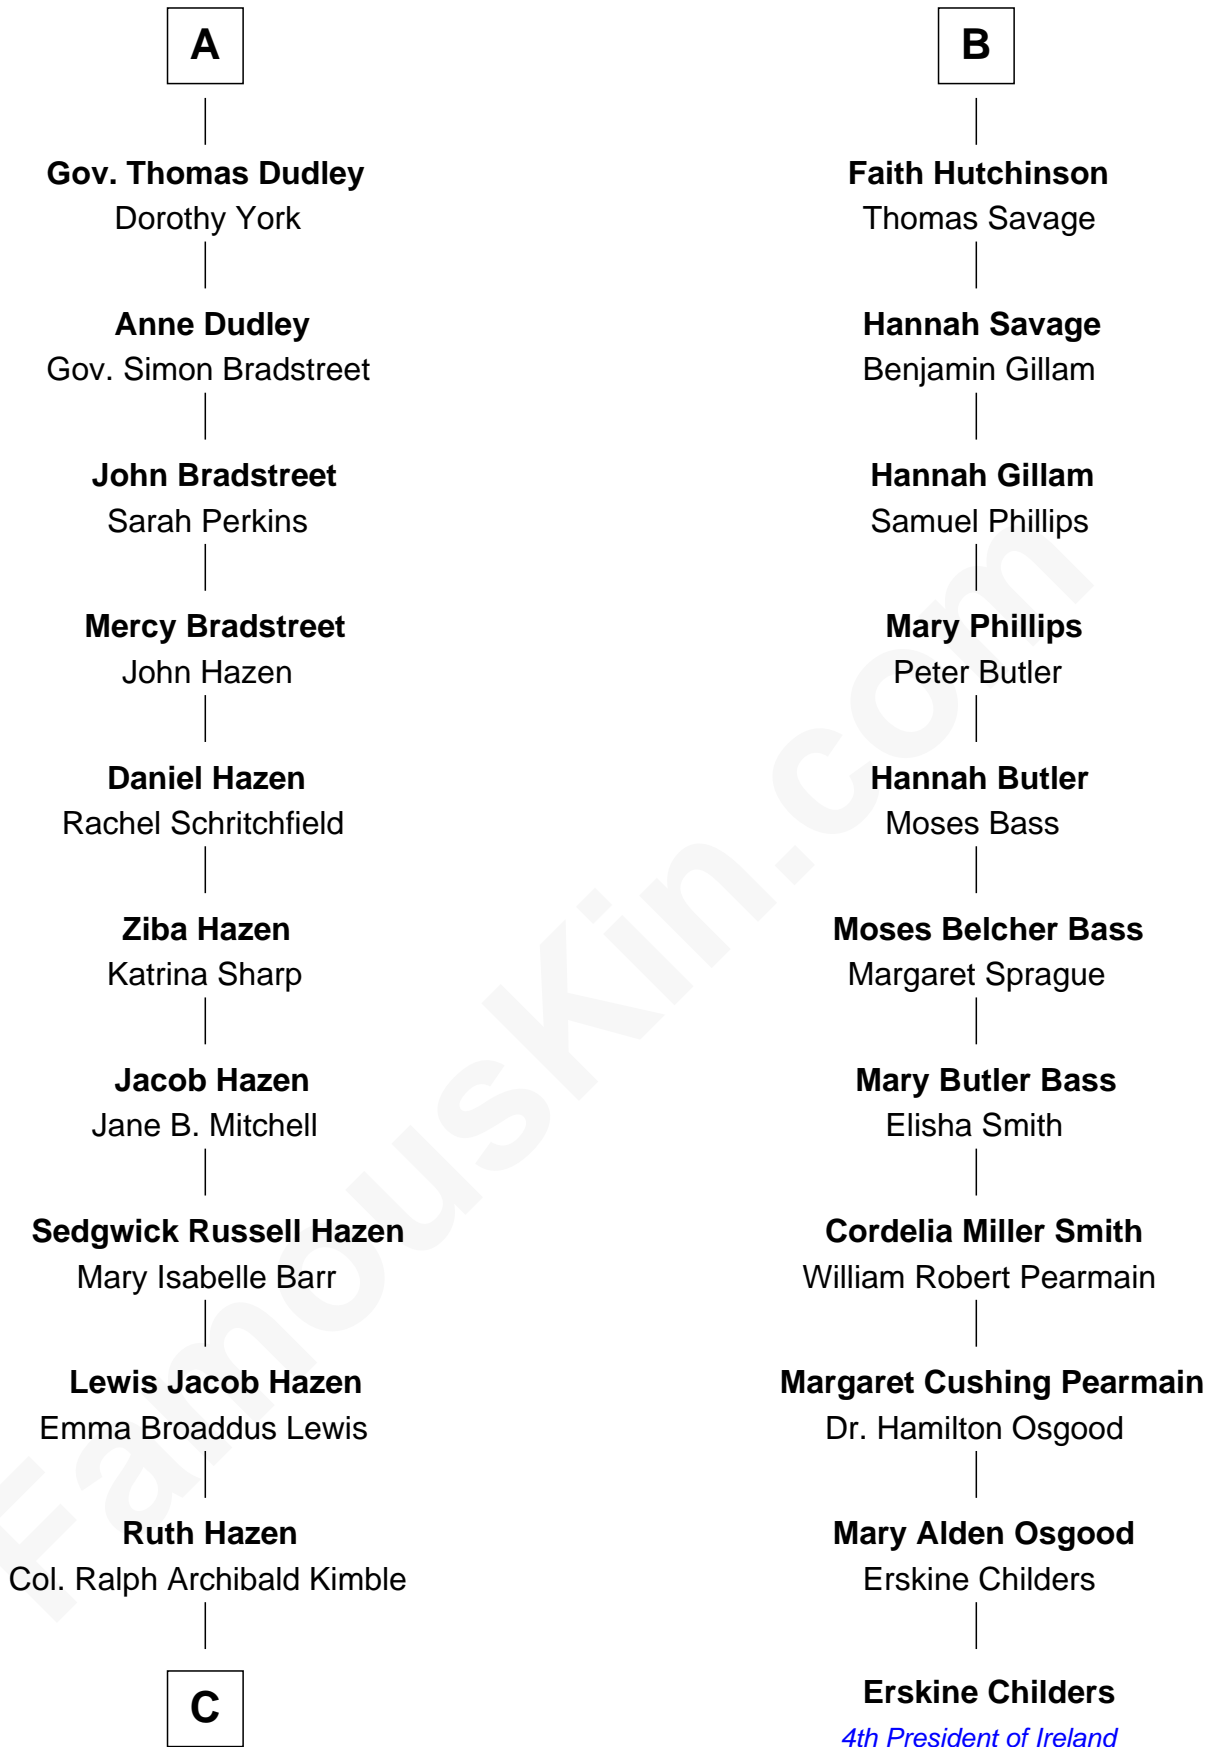 A
Gov. Thomas Dudley
Dorothy York
Anne Dudley
Gov. Simon Bradstreet
John Bradstreet
Sarah Perkins
Mercy Bradstreet
John Hazen
Daniel Hazen
Rachel Schritchfield
Ziba Hazen
Katrina Sharp
Jacob Hazen
Jane B. Mitchell
Sedgwick Russell Hazen
Mary Isabelle Barr
Lewis Jacob Hazen
Emma Broaddus Lewis
Ruth Hazen
Col. Ralph Archibald Kimble
C
B
Faith Hutchinson
Thomas Savage
Hannah Savage
Benjamin Gillam
Hannah Gillam
Samuel Phillips
Mary Phillips
Peter Butler
Hannah Butler
Moses Bass
Moses Belcher Bass
Margaret Sprague
Mary Butler Bass
Elisha Smith
Cordelia Miller Smith
William Robert Pearmain
Margaret Cushing Pearmain
Dr. Hamilton Osgood
Mary Alden Osgood
Erskine Childers
Erskine Childers
4th President of Ireland
FamousKin.com